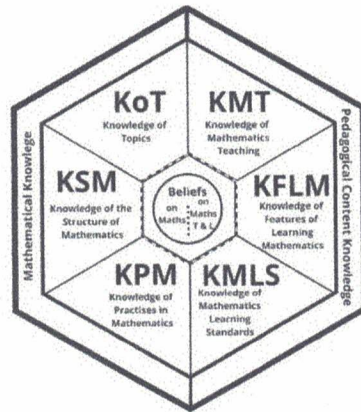 Mathematical Knowlege
KoT
Knowledge of
Topics
KMT
Knowledge of
Mathematics
Teaching
Pedagogical Content Knowledge
KSM
Knowledge of the
Structure of
Mathematics
Beliefs
on
Maths
on
Maths
T & L
KFLM
Knowledge of
Features of
Learning
Mathematics
KPM
Knowledge of
Practises in
Mathematics
KMLS
Knowledge of
Mathematics
Learning
Standards